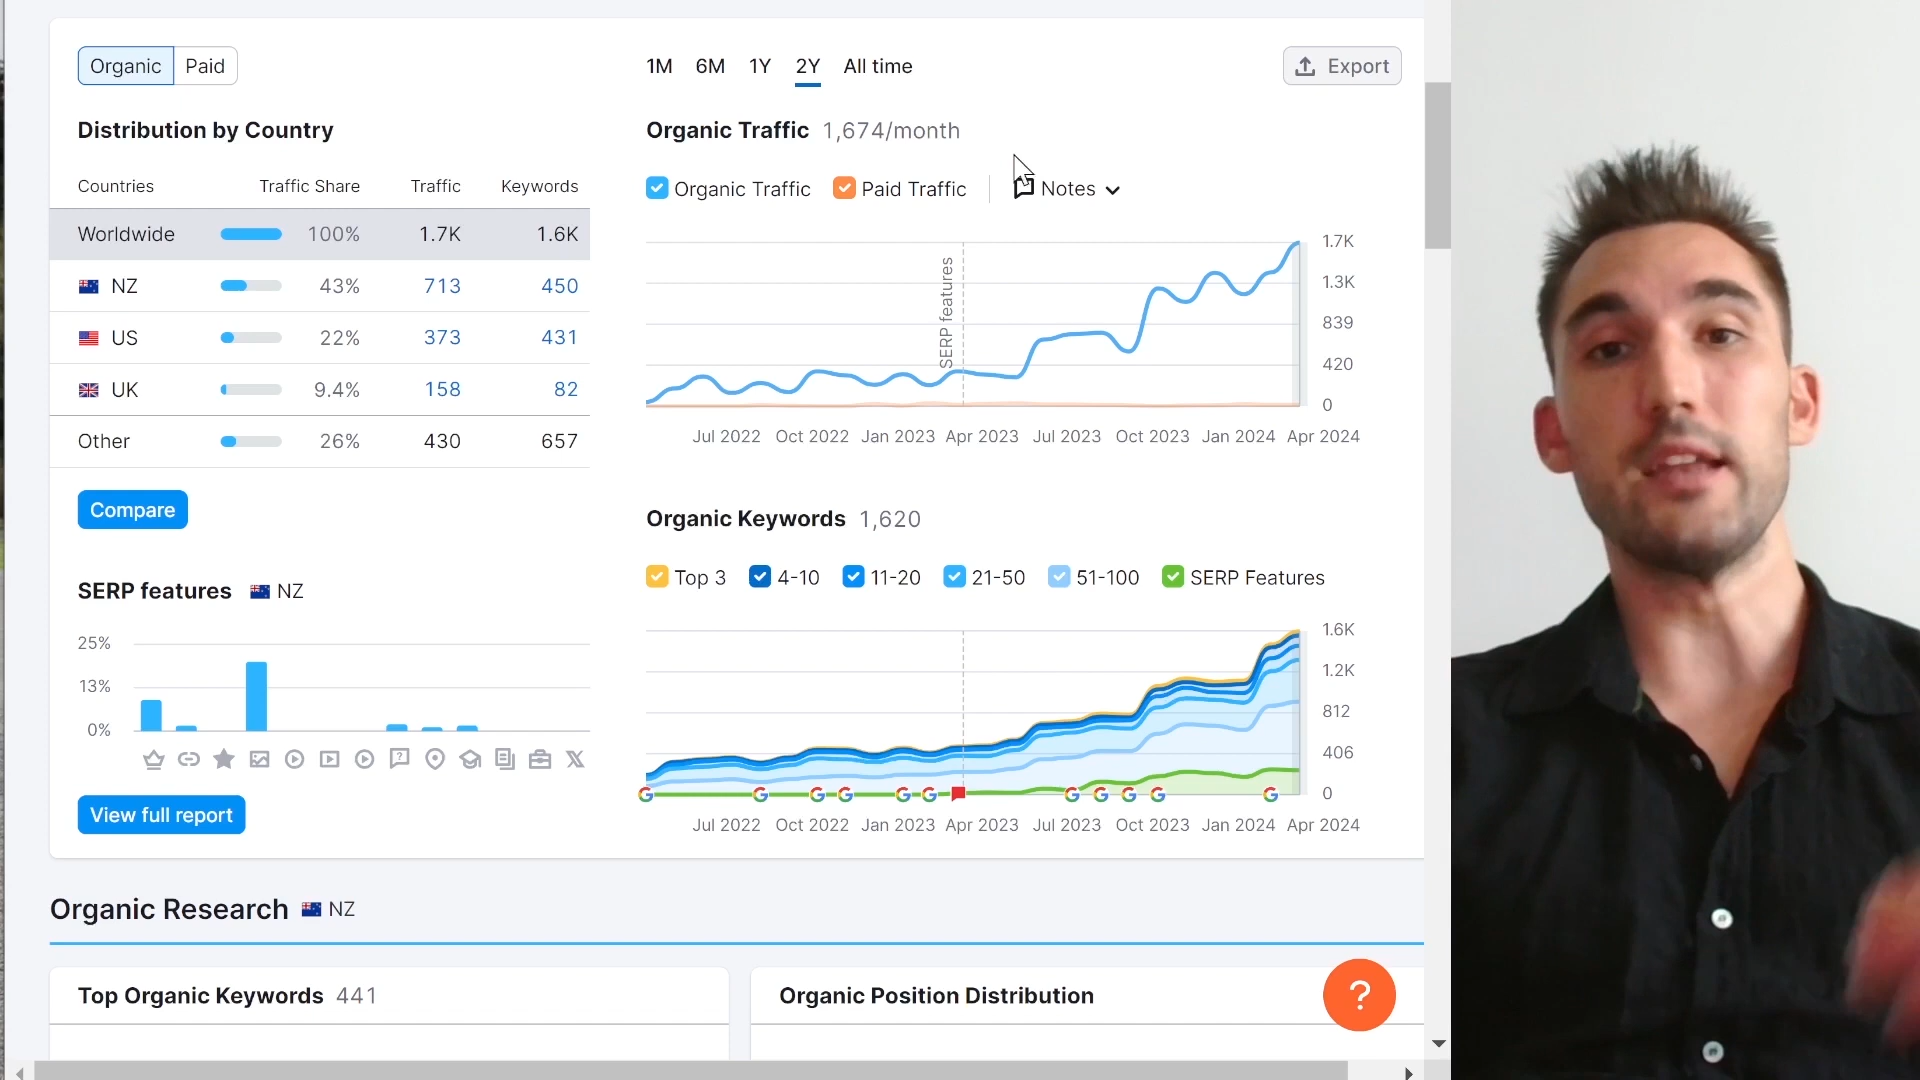 Organic Paid
1M 6M 1Y 2Y All time
Export
Distribution by Country
Countries Traffic Share Traffic Keywords
Worldwide 100% 1.7K 1.6K
NZ 43% 713 450
US 22% 373 431
UK 9.4% 158 82
Other 26% 430 657
Compare
Organic Traffic 1,674/month
Organic Traffic Paid Traffic Notes
SERP features
1.7K
1.3K
839
420
0
Jul 2022 Oct 2022 Jan 2023 Apr 2023 Jul 2023 Oct 2023 Jan 2024 Apr 2024
SERP features NZ
25%
13%
0%
View full report
Organic Keywords 1,620
Top 3 4-10 11-20 21-50 51-100 SERP Features
1.6K
1.2K
812
406
0
Jul 2022 Oct 2022 Jan 2023 Apr 2023 Jul 2023 Oct 2023 Jan 2024 Apr 2024
Organic Research NZ
Top Organic Keywords 441
Organic Position Distribution
?